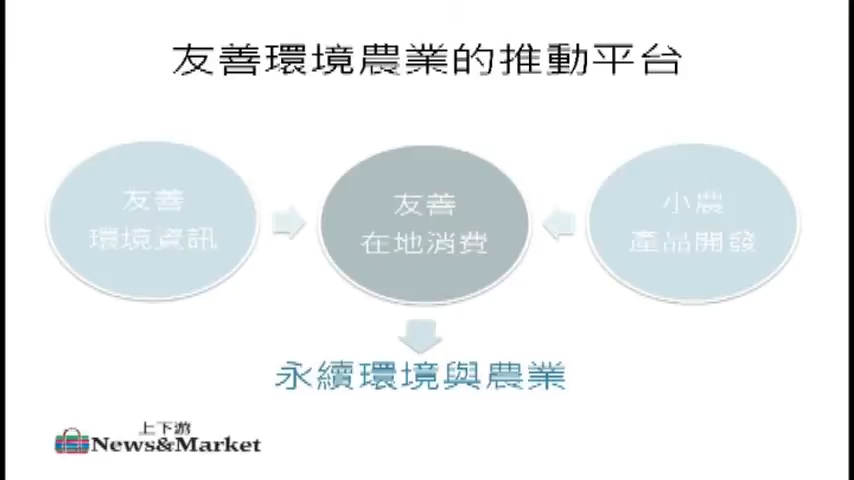 友善環境農業的推動平台
友善
環境資訊
友善
在地消費
小農
產品開發
永續環境與農業
上下游
News&Market